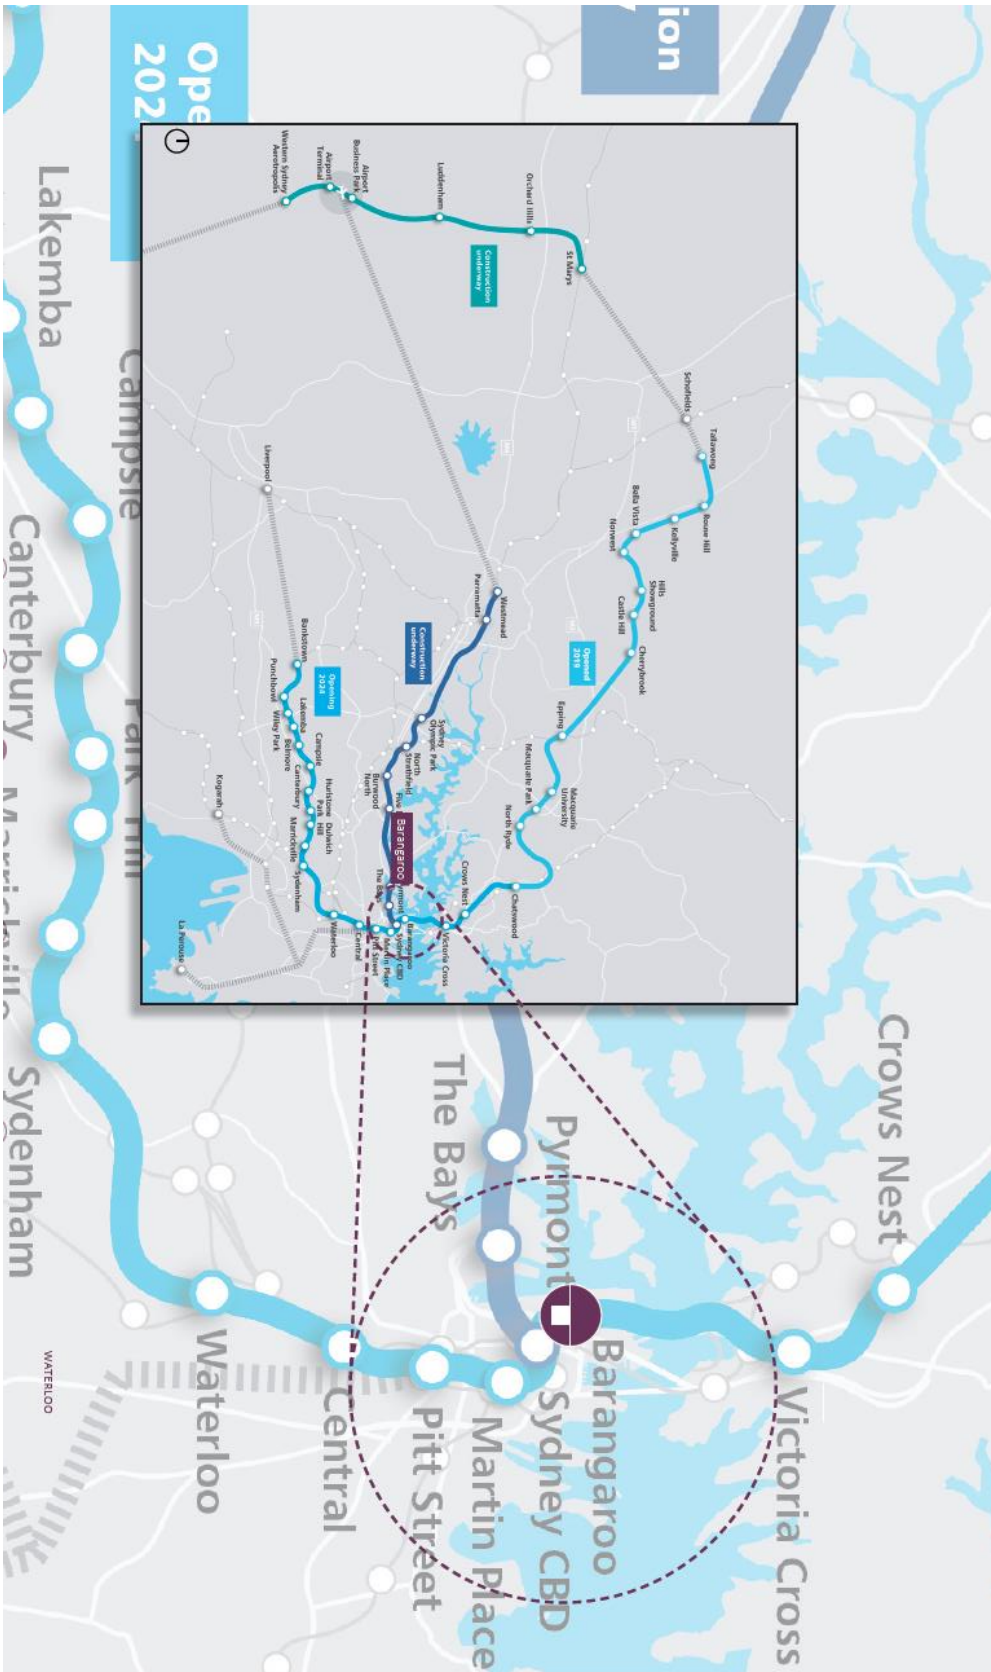 Ope
202
ion
Lakemba
Campsie
Canterbury
Marrickville
Park Hill
Sydenham
Waterloo
Central
Pitt Street
Martin Place
Sydney CBD
Barangaroo
Pyrmont
The Bays
Victoria Cross
Crows Nest
WATERLOO
Western Sydney
Aerotropolis
Airport
Terminal
Airport
Business Park
Luddenham
Orchard Hills
St Marys
Construction
underway
Schofields
Tallawong
Rouse Hill
Kellyville
Bella Vista
Norwest
Hills
Showground
Castle Hill
Cherrybrook
Opened
2019
Epping
Macquarie
University
Macquarie Park
North Ryde
Chatswood
Crows Nest
Victoria Cross
Barangaroo
Sydney CBD
Martin Place
Pitt Street
Central
Waterloo
Sydenham
Marrickville
Dulwich
Hill
Hurlstone
Park
Canterbury
Campsie
Belmore
Lakemba
Wiley Park
Punchbowl
Bankstown
Opening
2024
Liverpool
Westmead
Parramatta
Construction
underway
Sydney
Olympic Park
North
Strathfield
Burwood
North
Five
Barangaroo
The Bays
Kogarah
La Perouse